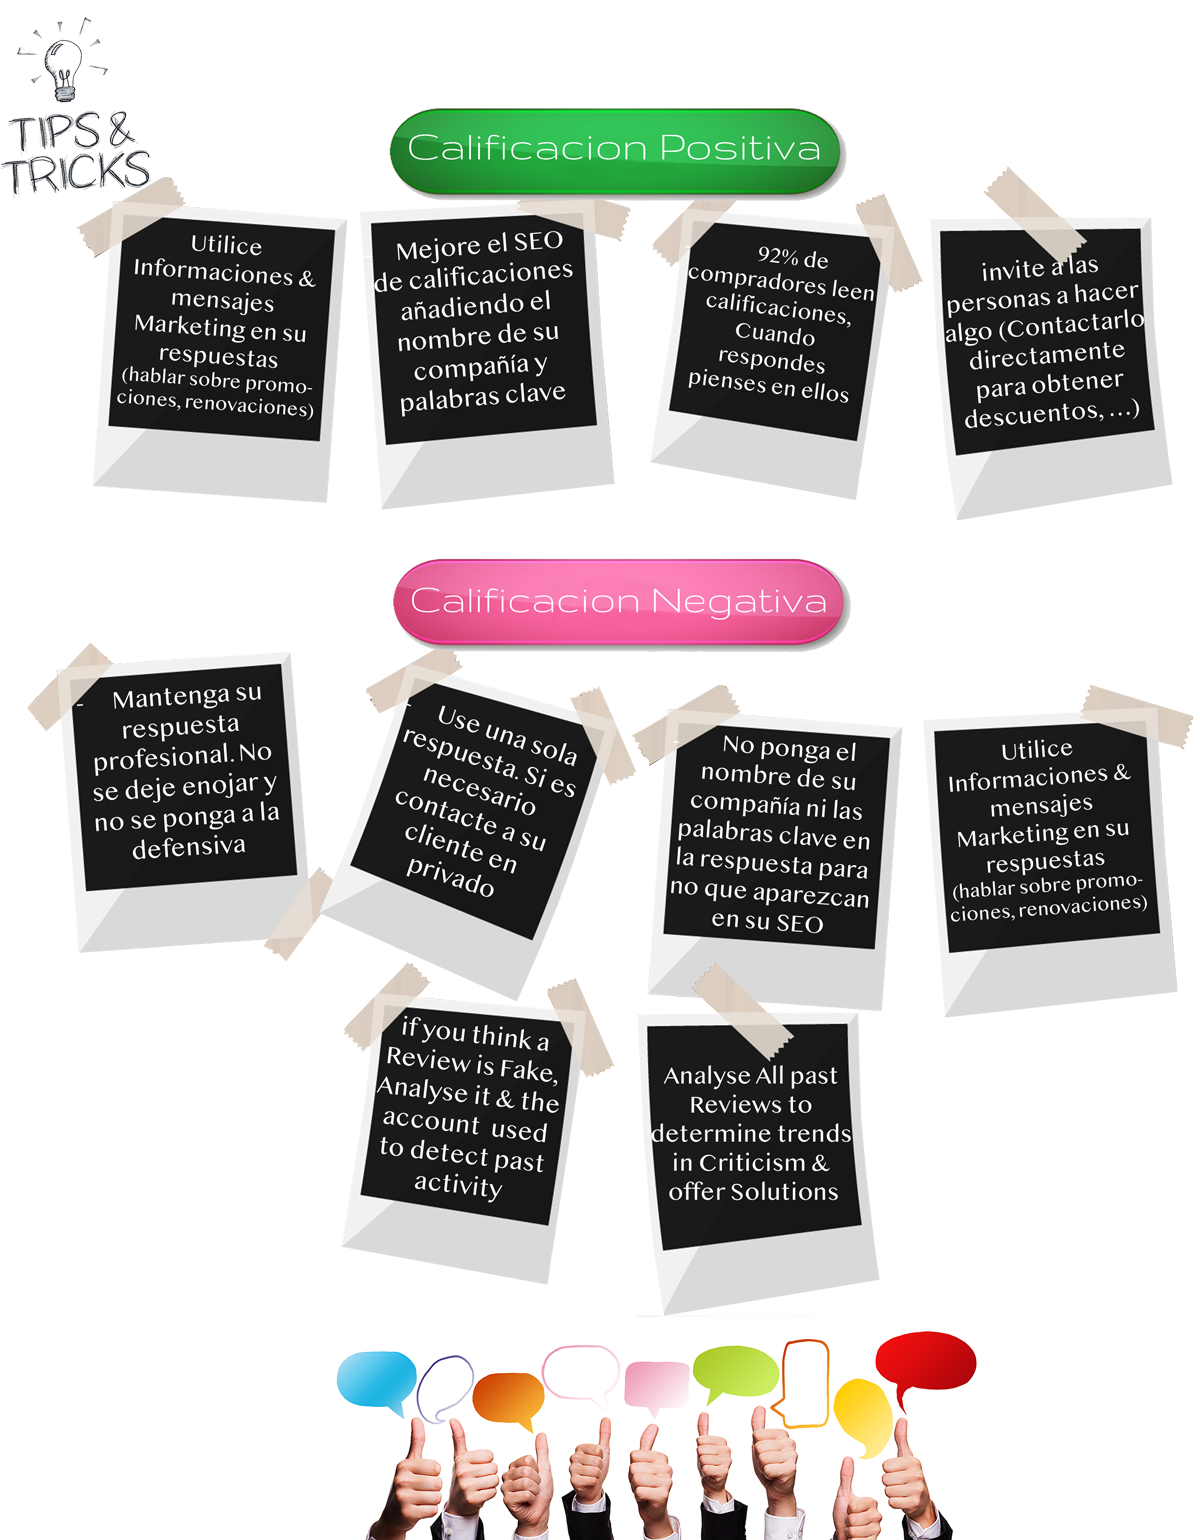 TIPS &
TRICKS
Calificacion Positiva
Utilice
Informaciones &
mensajes
Marketing en su
respuestas
(hablar sobre promo-
ciones, renovaciones)
Mejore el SEO
de calificaciones
añadiendo el
nombre de su
compañía y
palabras clave
92% de
compradores leen
calificaciones,
Cuando
respondes
pienses en ellos
invite a las
personas a hacer
algo (Contactarlo
directamente
para obtener
descuentos, ...)
Calificacion Negativa
- Mantenga su
respuesta
profesional. No
se deje enojar y
no se ponga a la
defensiva
- Use una sola
respuesta. Si es
necesario
contacte a su
cliente en
privado
No ponga el
nombre de su
compañía ni las
palabras clave en
la respuesta para
no que aparezcan
en su SEO
Utilice
Informaciones &
mensajes
Marketing en su
respuestas
(hablar sobre promo-
ciones, renovaciones)
if you think a
Review is Fake,
Analyse it & the
account used
to detect past
activity
Analyse All past
Reviews to
determine trends
in Criticism &
offer Solutions